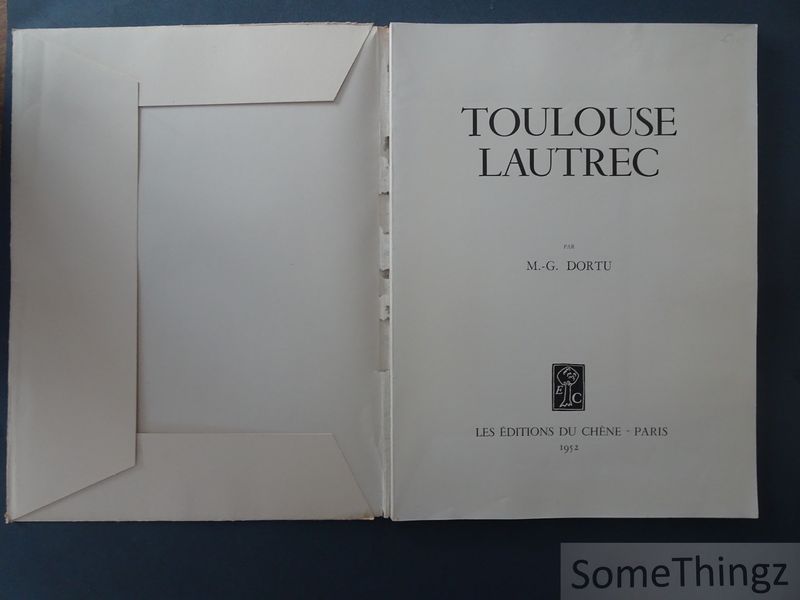 TOULOUSE
LAUTREC
PAR
M.-G. DORTU
E C
LES ÉDITIONS DU CHÊNE - PARIS
1952
SomeThingz